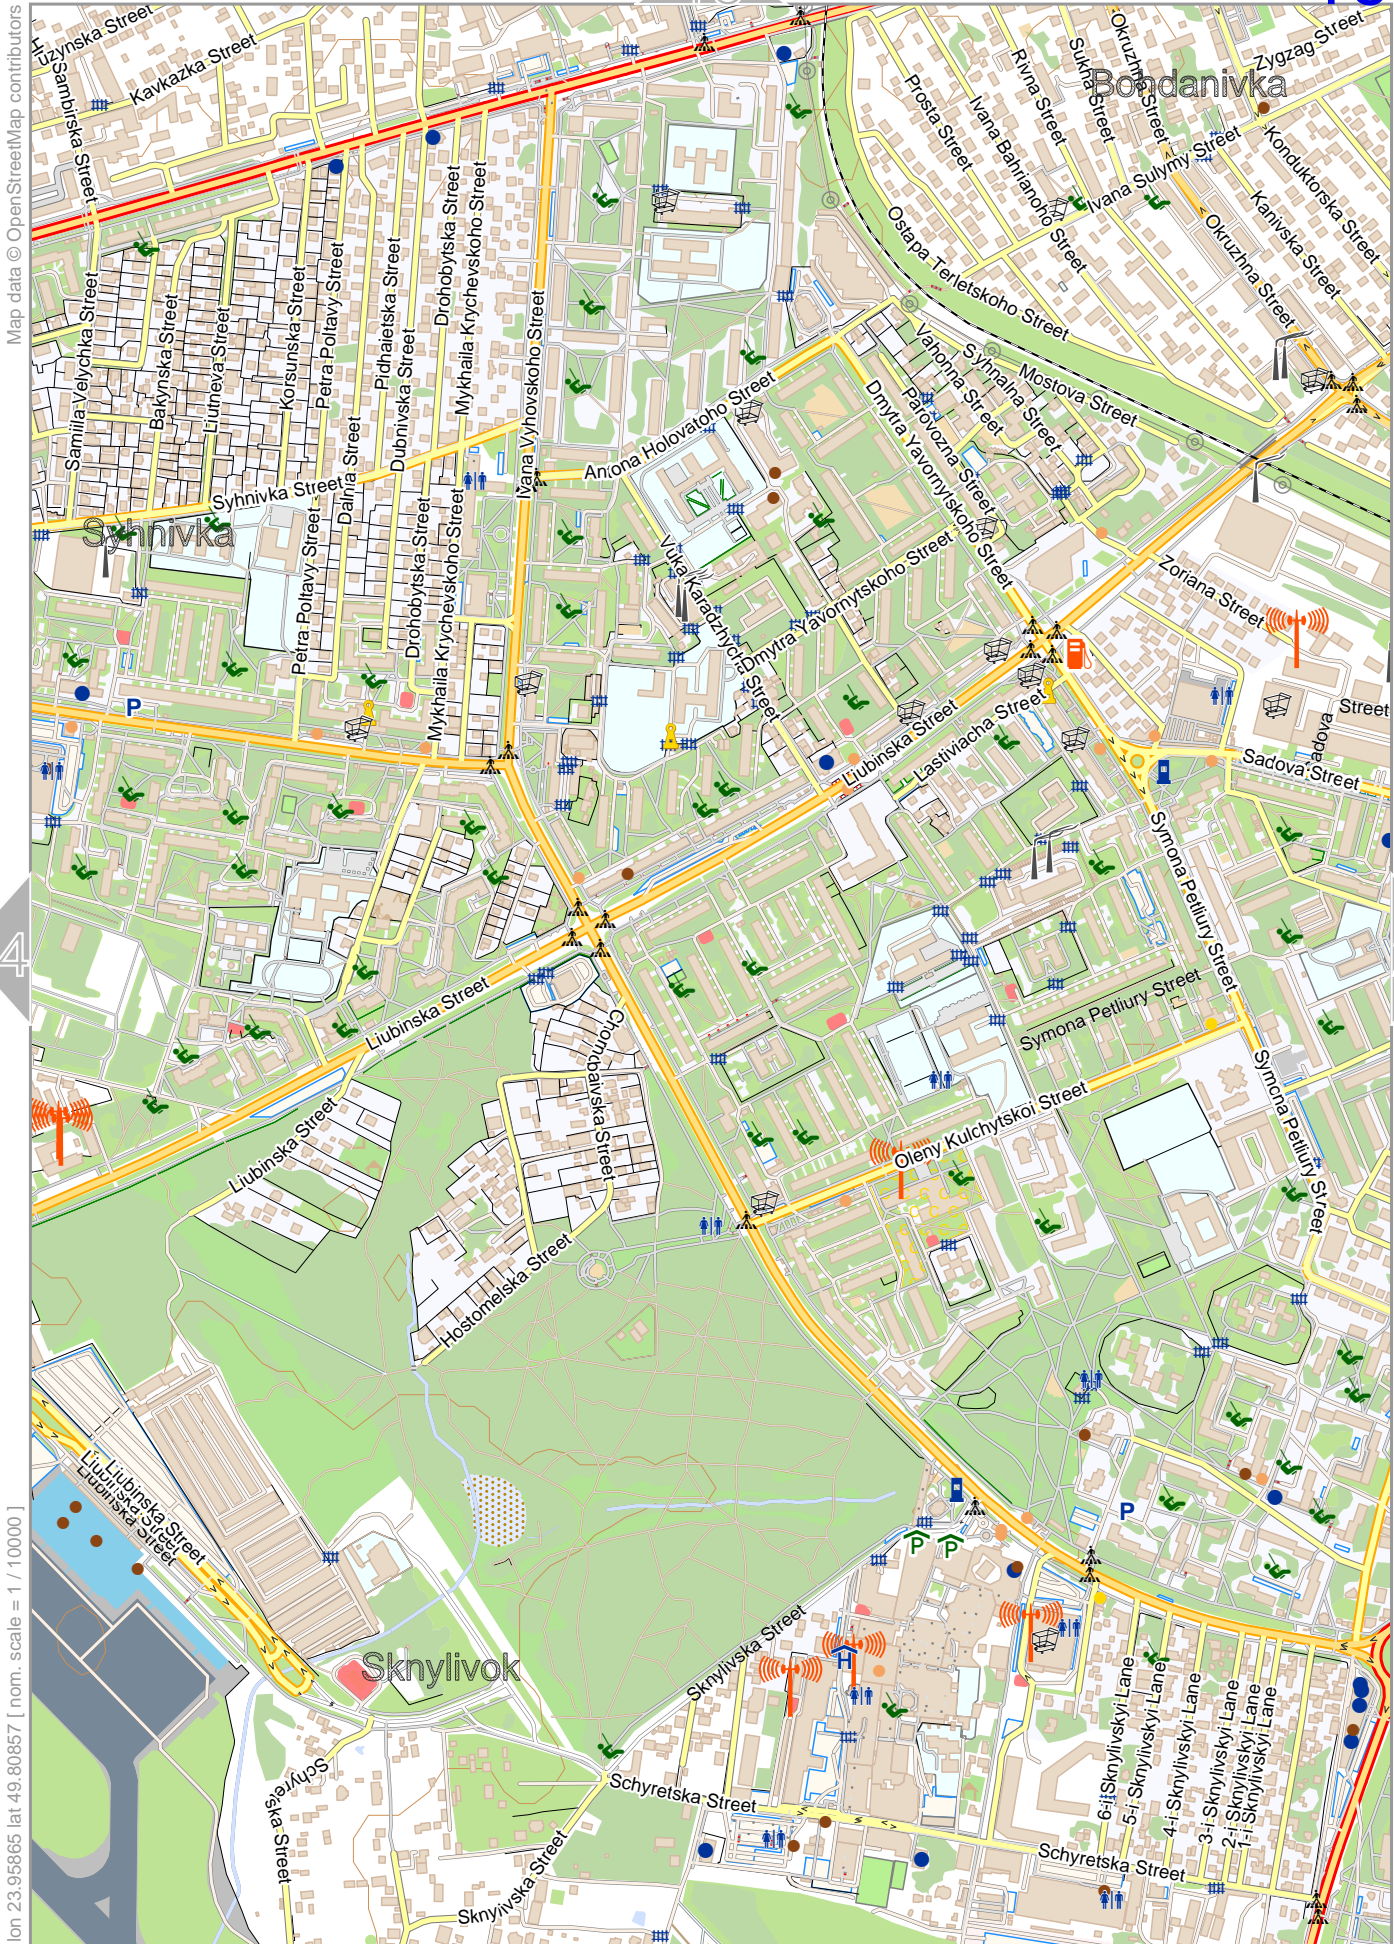 Map data © OpenStreetMap contributors
lon 23.95865 lat 49.80857 [ nom. scale = 1 / 10000 ]
4
Kavkazka Street
Sambirska Street
Bondanivka
Zygzag Street
Okruzhna Street
Sukha Street
Rivna Street
Prosta Street
Ivana Bahrianoho Street
Ivana Sulymy Street
Konduktorska Street
Kanivska Street
Okruzhna Street
Ostapa Terletskoho Street
Mostova Street
Syhnalna Street
Vahonna Street
Parovozna Street
Dmytra Yavornytskoho Street
Dmytra Yavornytskoho Street
Samiila Velychka Street
Bakynska Street
Liutneva Street
Korsunska Street
Petra Poltavy Street
Pidhaietska Street
Dubnivska Street
Drohobytska Street
Mykhaila Krychevskoho Street
Ivana Vyhovskoho Street
Antona Holovatoho Street
Vuka Karadzhycha Street
Syhnivka Street
Syhnivka
Dalnia Street
Petra Poltavy Street
Drohobytska Street
Mykhaila Krychevskoho Street
Zoriana Street
Street
Sadova
Sadova Street
P
Liubinska Street
Lastiviacha Street
Symona Petliury Street
Symona Petliury Street
Symona Petliury Street
Liubinska Street
Chornobaivska Street
Liubinska Street
Oleny Kulchytskoi Street
Hostomelska Street
Liubinska Street
Liubinska Street
Liubinska Street
P
P
P
H
Sknylivok
Sknylivska Street
Schyretska Street
Schyretska Street
Sknylivska Street
Schyretska Street
6-i Sknylivskyi Lane
5-i Sknylivskyi Lane
4-i Sknylivskyi Lane
3-i Sknylivskyi Lane
2-i Sknylivskyi Lane
1-i Sknylivskyi Lane